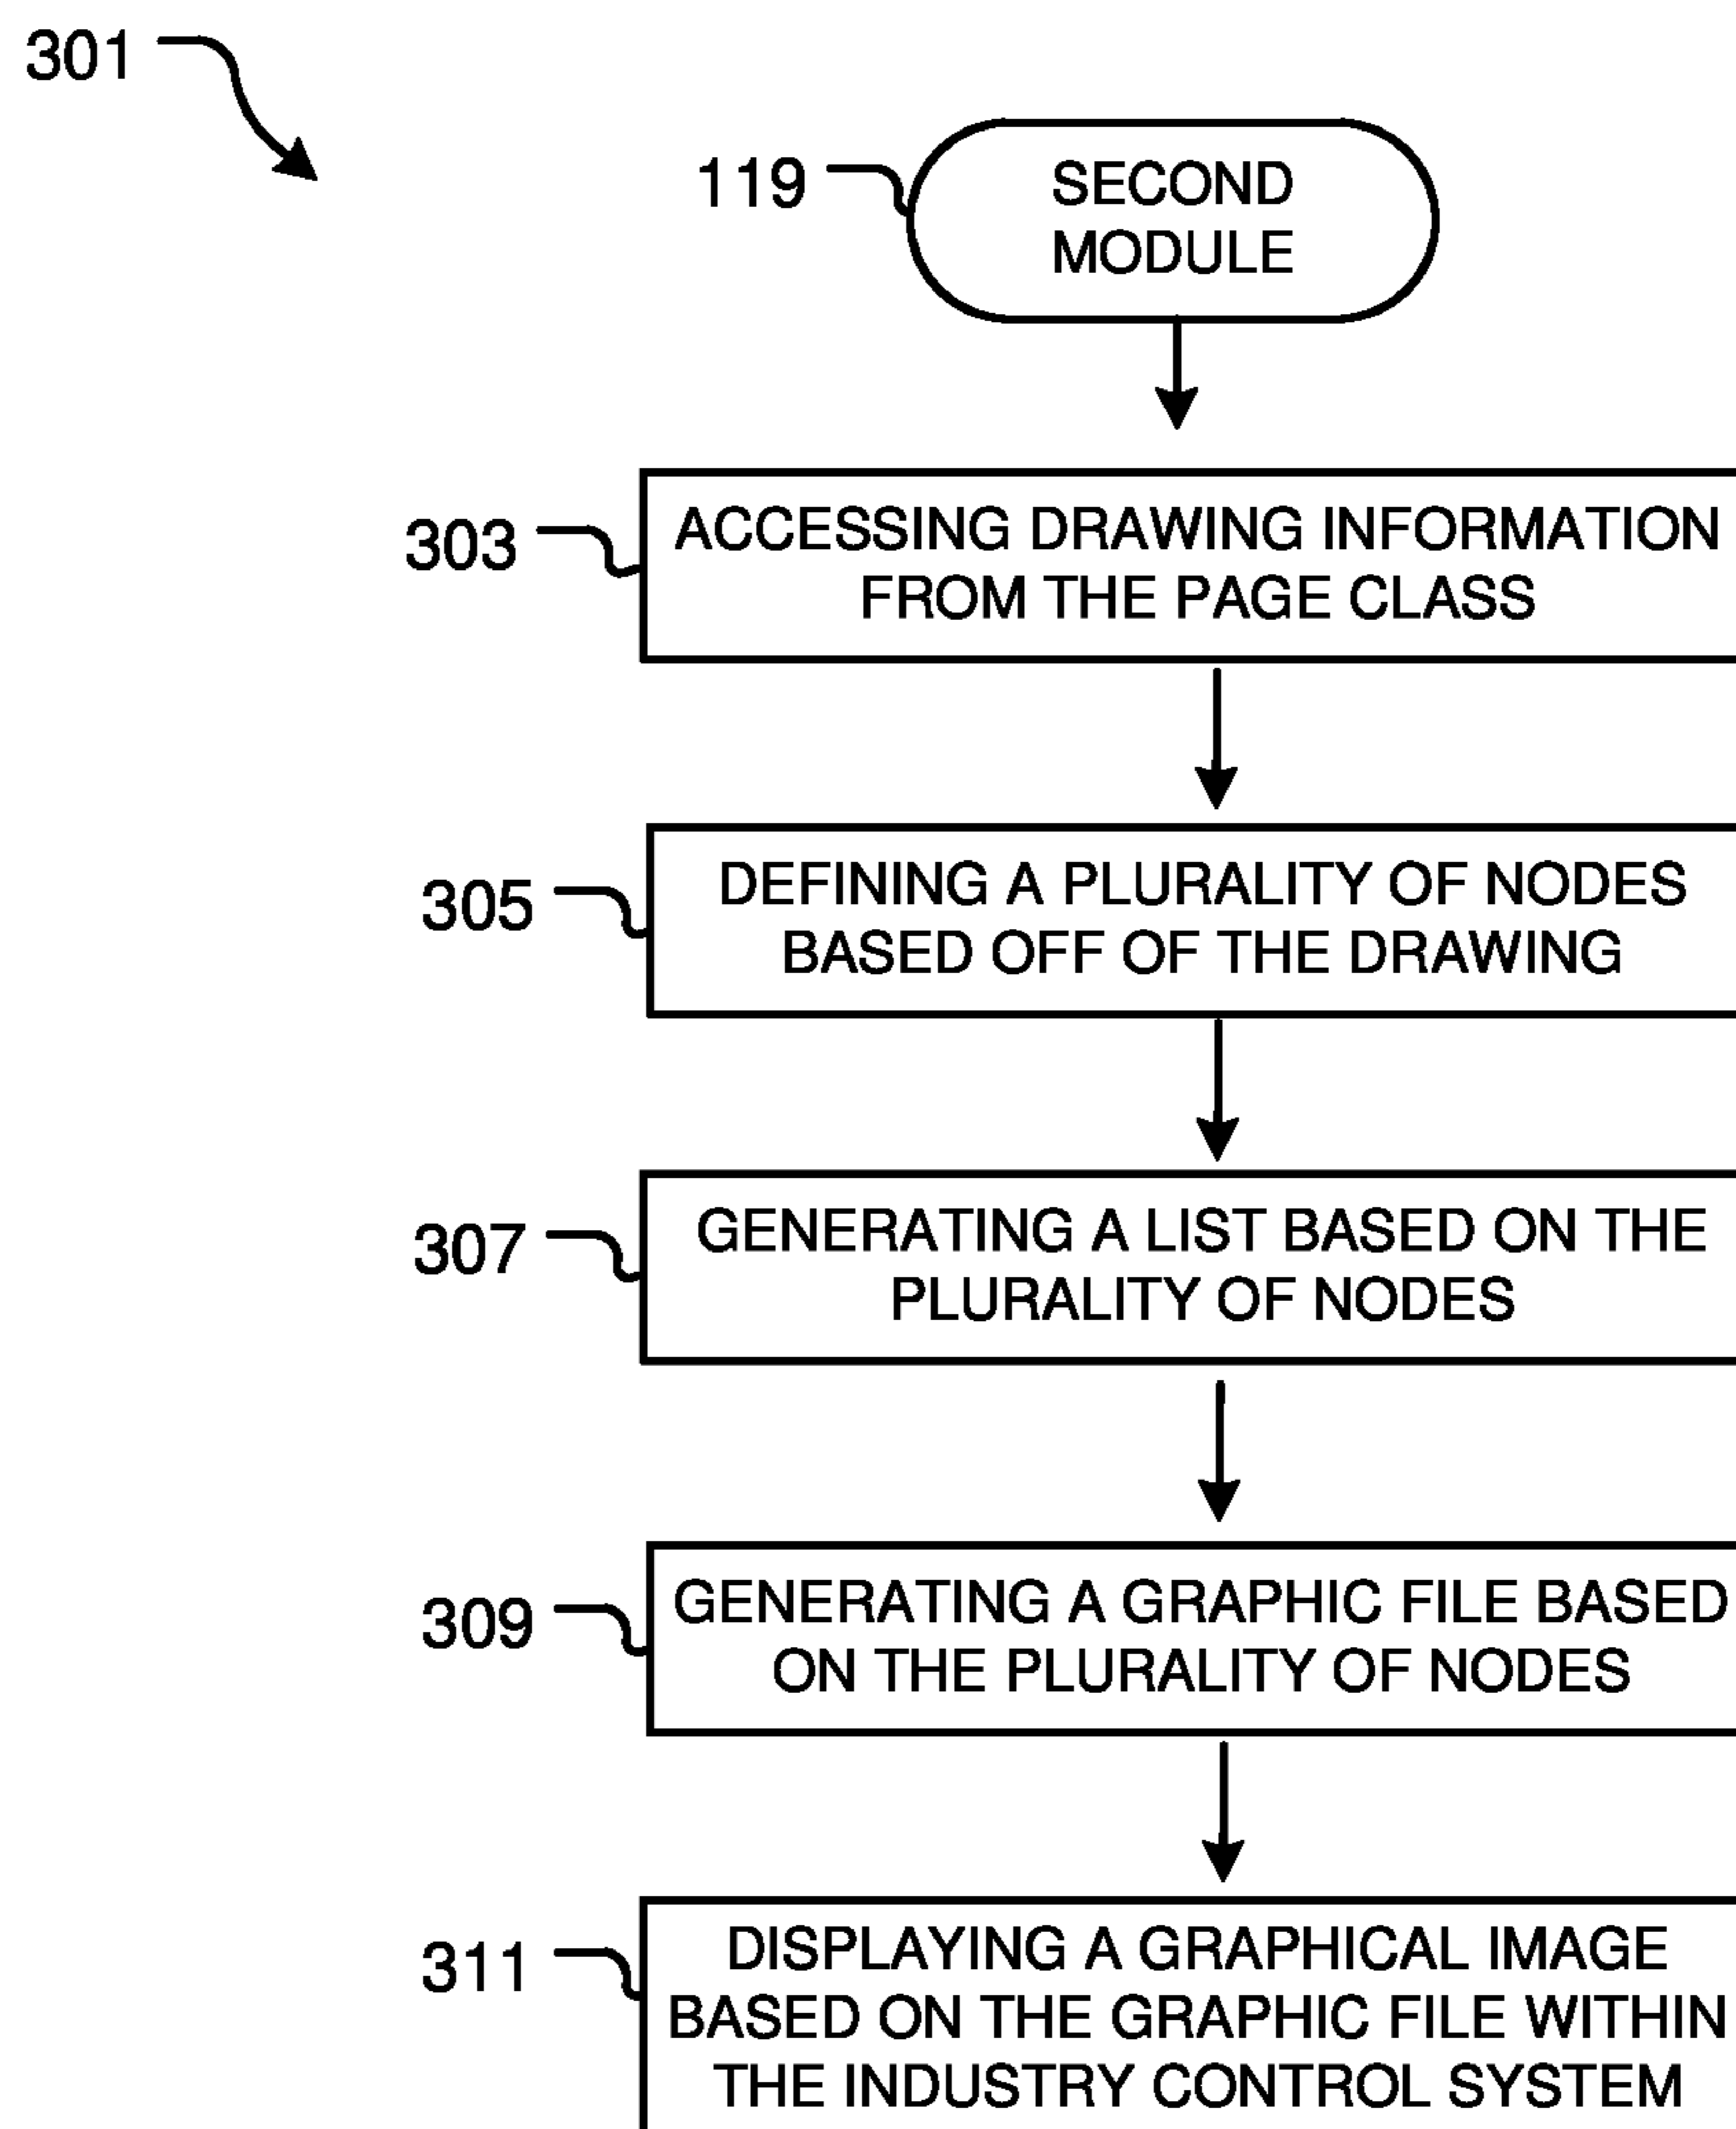 301
119
SECOND
MODULE
303
ACCESSING DRAWING INFORMATION
FROM THE PAGE CLASS
305
DEFINING A PLURALITY OF NODES
BASED OFF OF THE DRAWING
307
GENERATING A LIST BASED ON THE
PLURALITY OF NODES
309
GENERATING A GRAPHIC FILE BASED
ON THE PLURALITY OF NODES
311
DISPLAYING A GRAPHICAL IMAGE
BASED ON THE GRAPHIC FILE WITHIN
THE INDUSTRY CONTROL SYSTEM